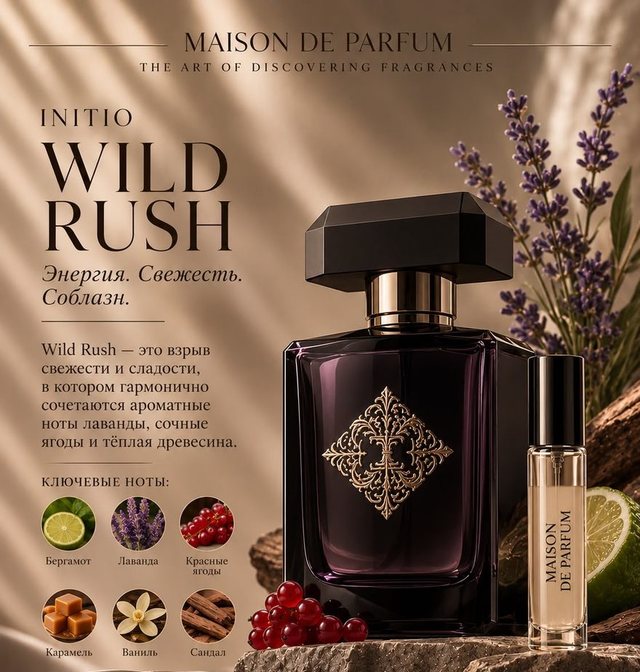 MAISON DE PARFUM
THE ART OF DISCOVERING FRAGRANCES
INITIO
WILD
RUSH
Энергия. Свежесть.
Соблазн.
Wild Rush — это взрыв
свежести и сладости,
в котором гармонично
сочетаются ароматные
ноты лаванды, сочные
ягоды и тёплая древесина.
КЛЮЧЕВЫЕ НОТЫ:
Бергамот
Лаванда
Красные
ягоды
Карамель
Ваниль
Сандал
MAISON
DE PARFUM